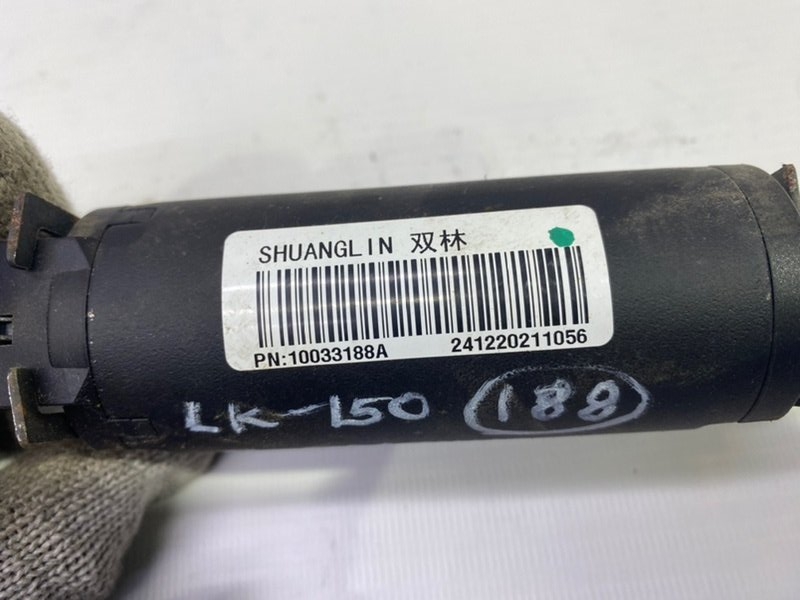 SHUANGLIN 双林
PN:10033188A 241220211056
LK-150 188